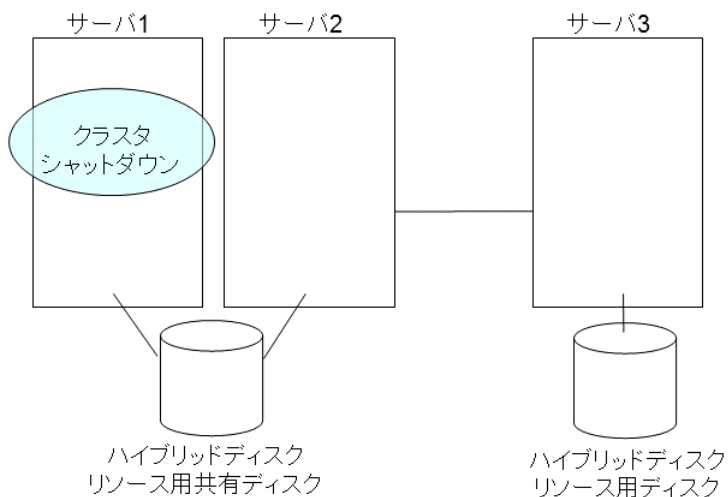 サーバ1
サーバ2
サーバ3
クラスタ
シャットダウン
ハイブリッドディスク
リソース用共有ディスク
ハイブリッドディスク
リソース用ディスク